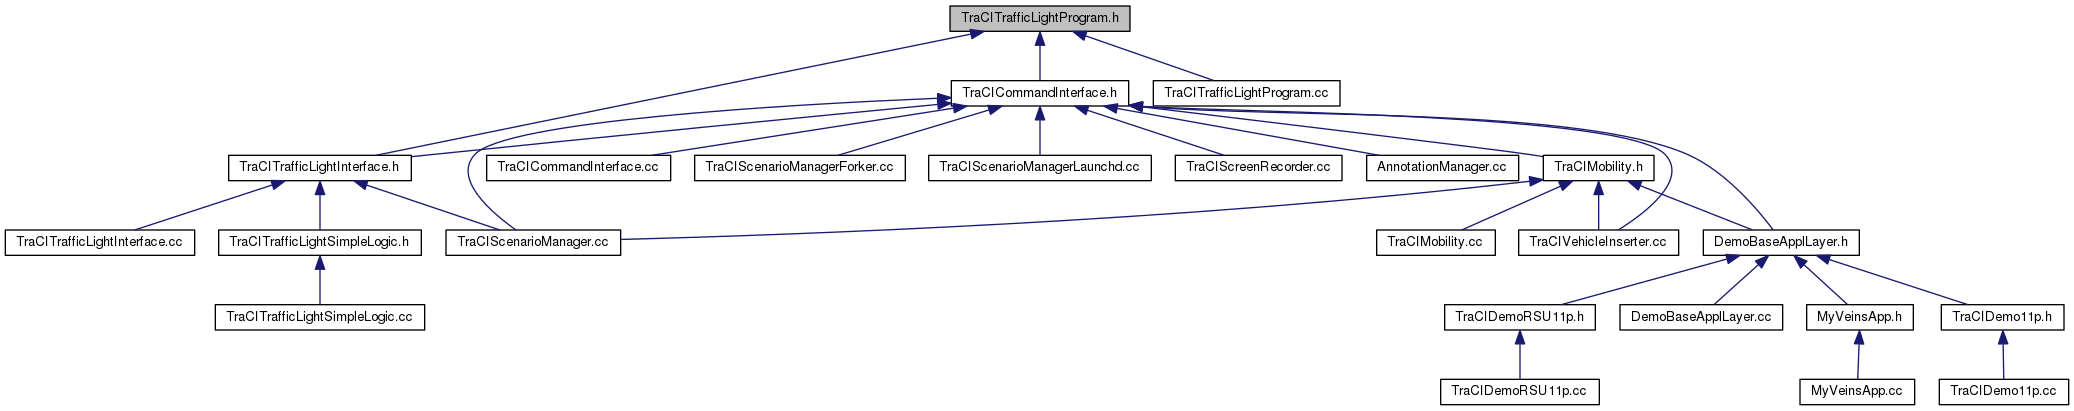 TraCITrafficLightProgram.h
TraCICommandInterface.h
TraCITrafficLightProgram.cc
TraCITrafficLightInterface.h
TraCICommandInterface.cc
TraCIScenarioManagerForker.cc
TraCIScenarioManagerLaunchd.cc
TraCIScreenRecorder.cc
AnnotationManager.cc
TraCIMobility.h
TraCITrafficLightInterface.cc
TraCITrafficLightSimpleLogic.h
TraCIScenarioManager.cc
TraCIMobility.cc
TraCIVehicleInserter.cc
DemoBaseApplLayer.h
TraCITrafficLightSimpleLogic.cc
TraCIDemoRSU11p.h
DemoBaseApplLayer.cc
MyVeinsApp.h
TraCIDemo11p.h
TraCIDemoRSU11p.cc
MyVeinsApp.cc
TraCIDemo11p.cc